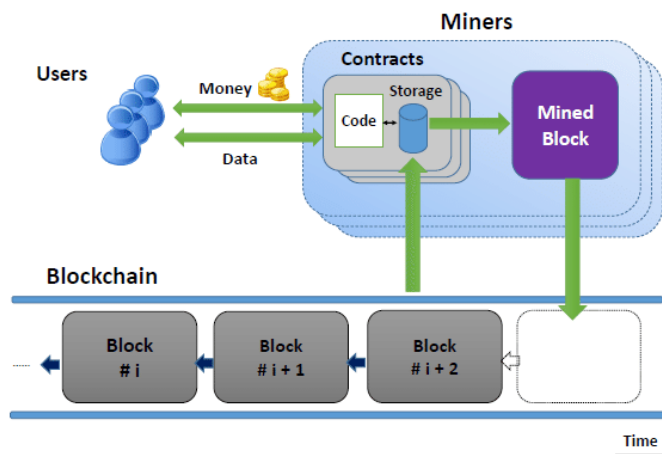 Miners
Contracts
Users
Money
Storage
Code
Mined
Block
Data
Blockchain
Block
# i
Block
# i + 1
Block
# i + 2
.....
Time